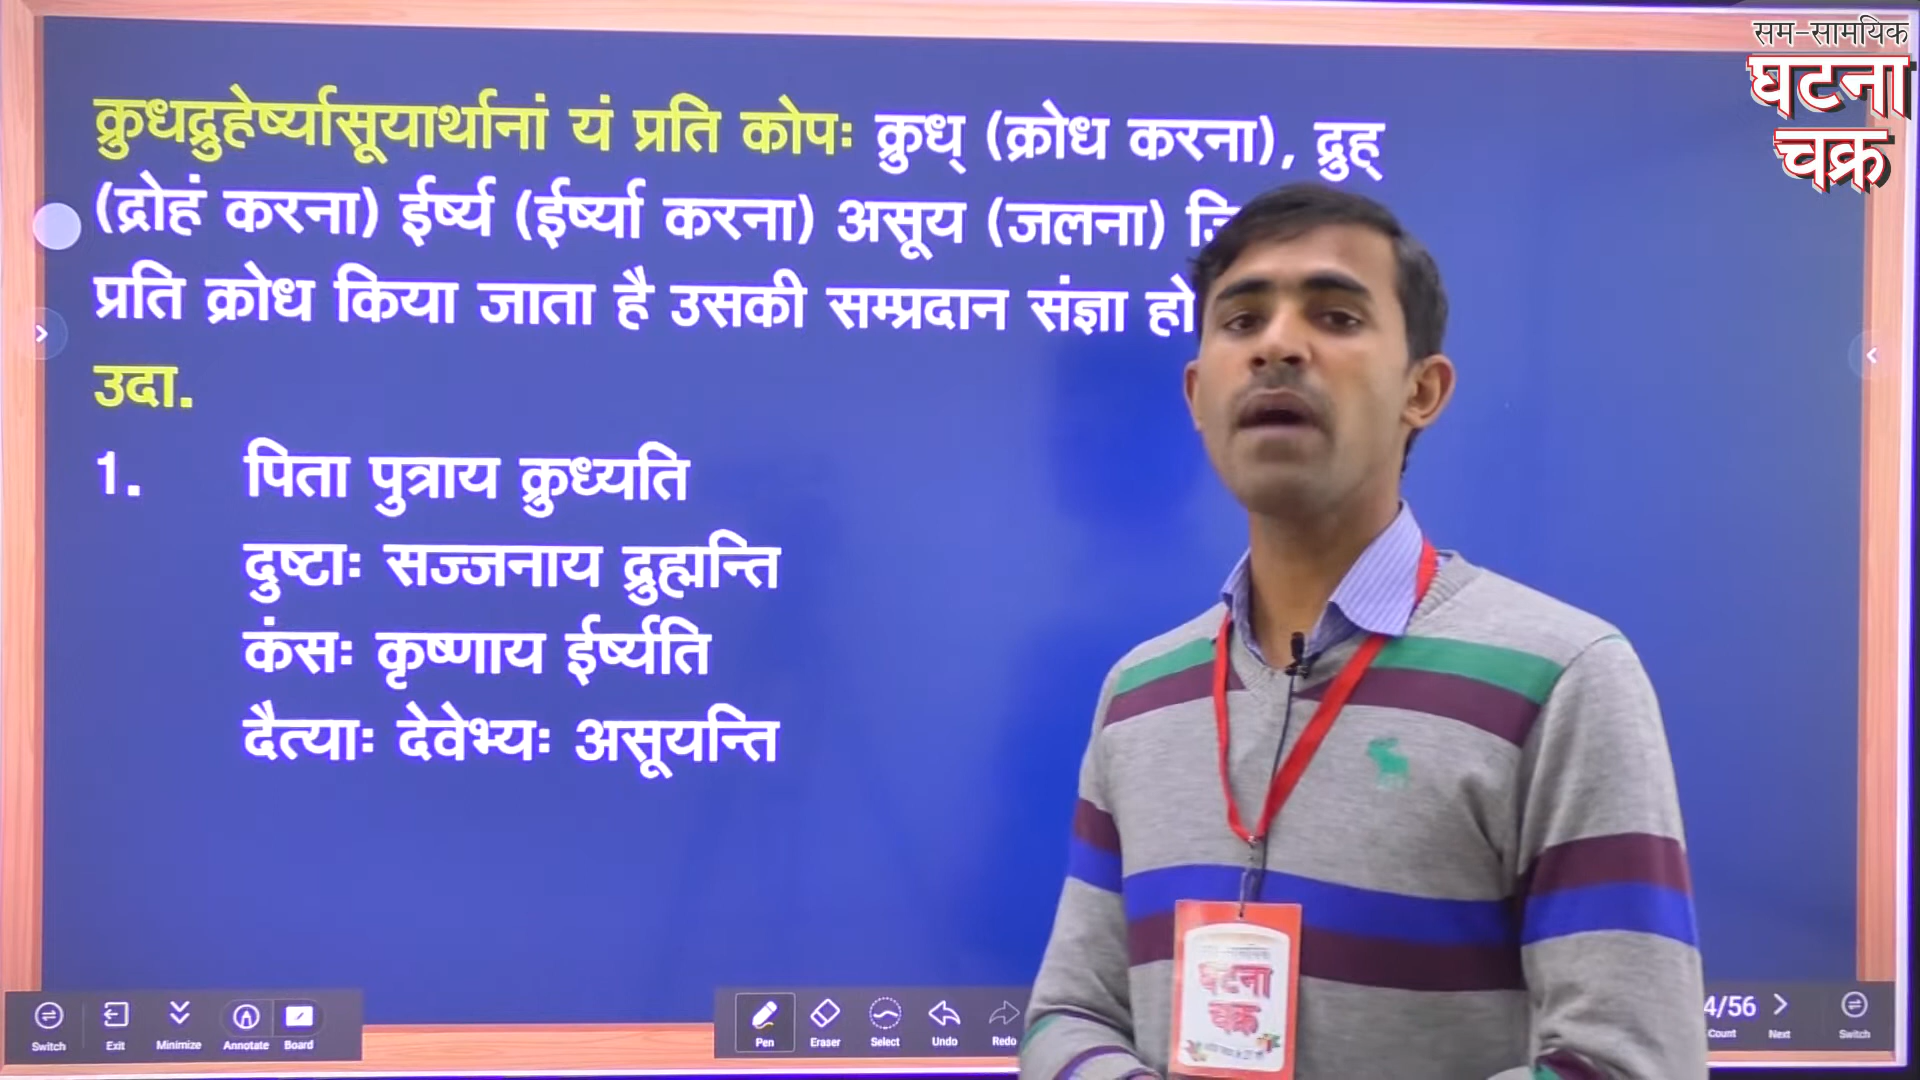 सम-सामयिक
घटना
चक्र
क्रुधद्रुहेर्ष्यासूयार्थानां यं प्रति कोपः क्रुध् (क्रोध करना), द्रुह्
(द्रोहं करना) ईर्ष्य (ईर्ष्या करना) असूय (जलना)
प्रति क्रोध किया जाता है उसकी सम्प्रदान संज्ञा हो
उदा.
1. पिता पुत्राय क्रुध्यति
दुष्टाः सज्जनाय द्रुह्यन्ति
कंसः कृष्णाय ईर्ष्यति
दैत्याः देवेभ्यः असूयन्ति
घटना
चक्र
Switch Exit Minimize Annotate Board Pen Eraser Select Undo Redo 4/56 Count Next Switch